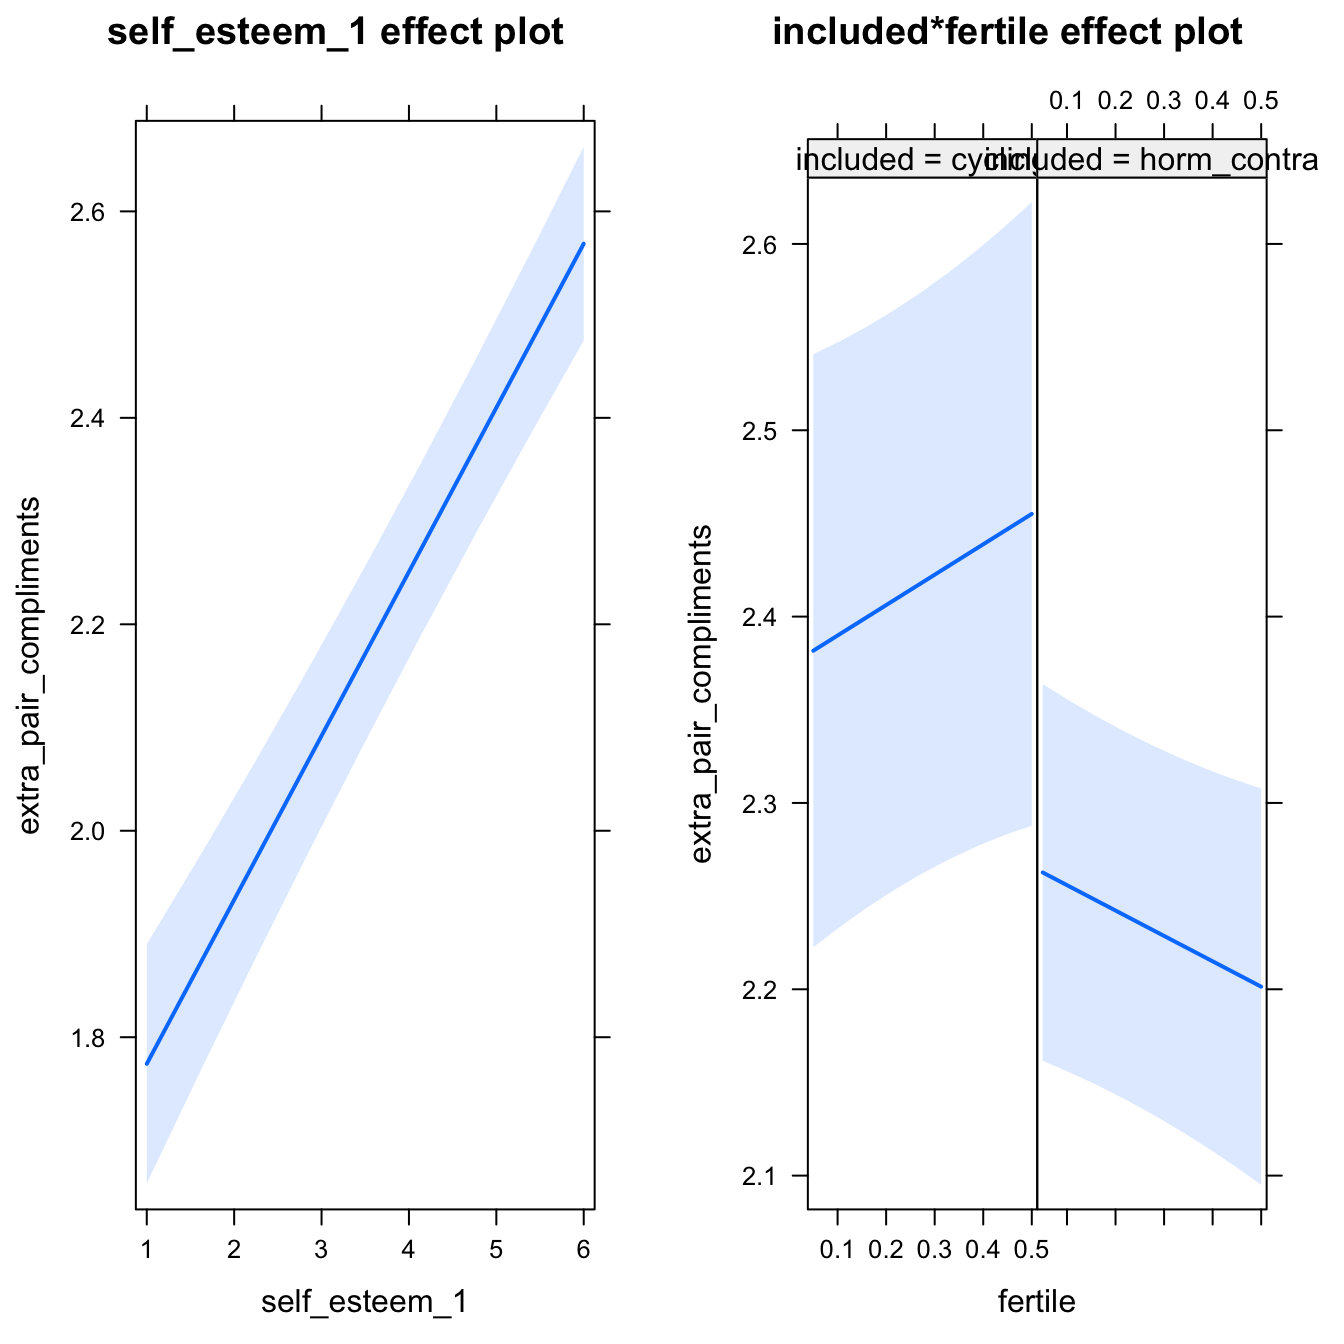 self_esteem_1 effect plot
2.6
2.4
2.2
2.0
1.8
extra_pair_compliments
1 2 3 4 5 6
self_esteem_1
included*fertile effect plot
0.1 0.2 0.3 0.4 0.5
included = cycling
included = horm_contra
2.6
2.5
2.4
2.3
2.2
2.1
extra_pair_compliments
0.1 0.2 0.3 0.4 0.5
fertile